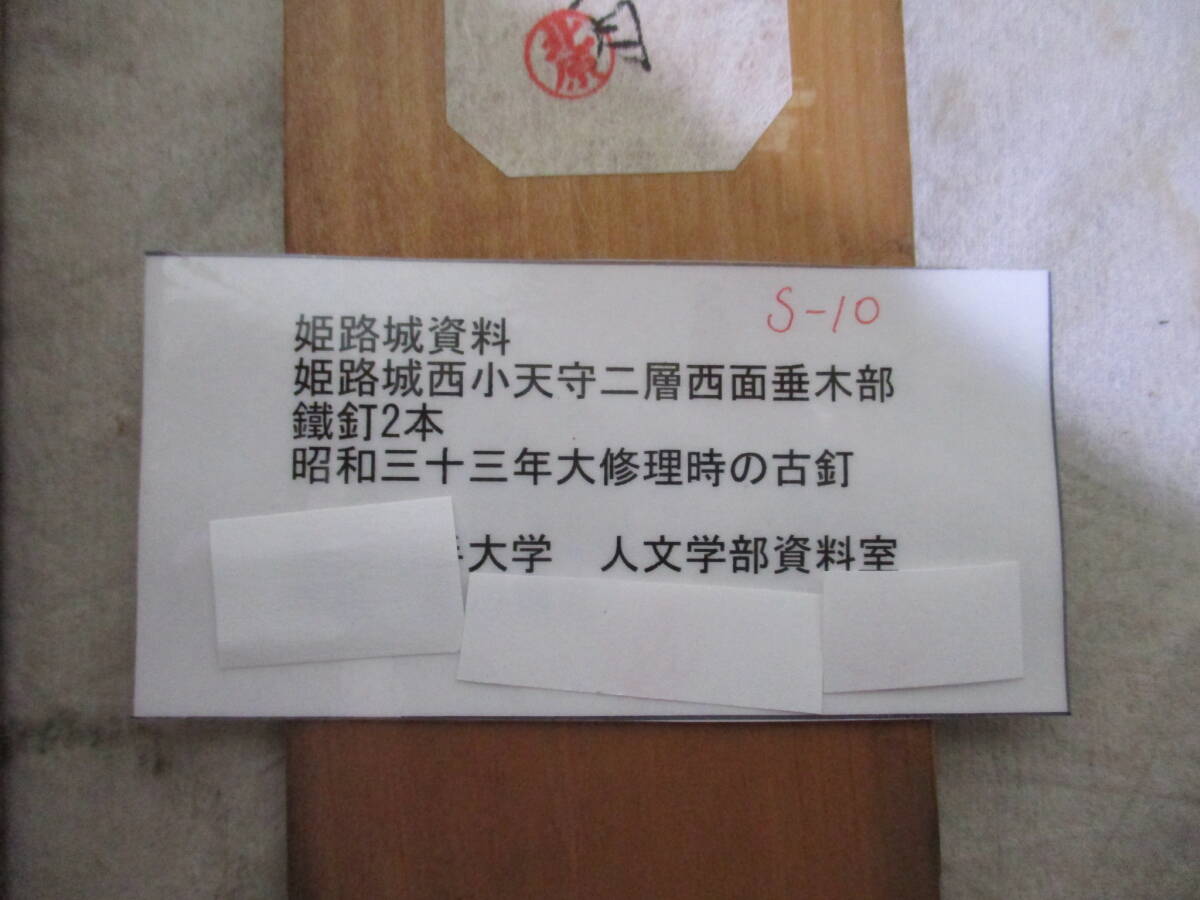 北原
S-10
姫路城資料
姫路城西小天守二層西面垂木部
鐵釘2本
昭和三十三年大修理時の古釘
大学　人文学部資料室